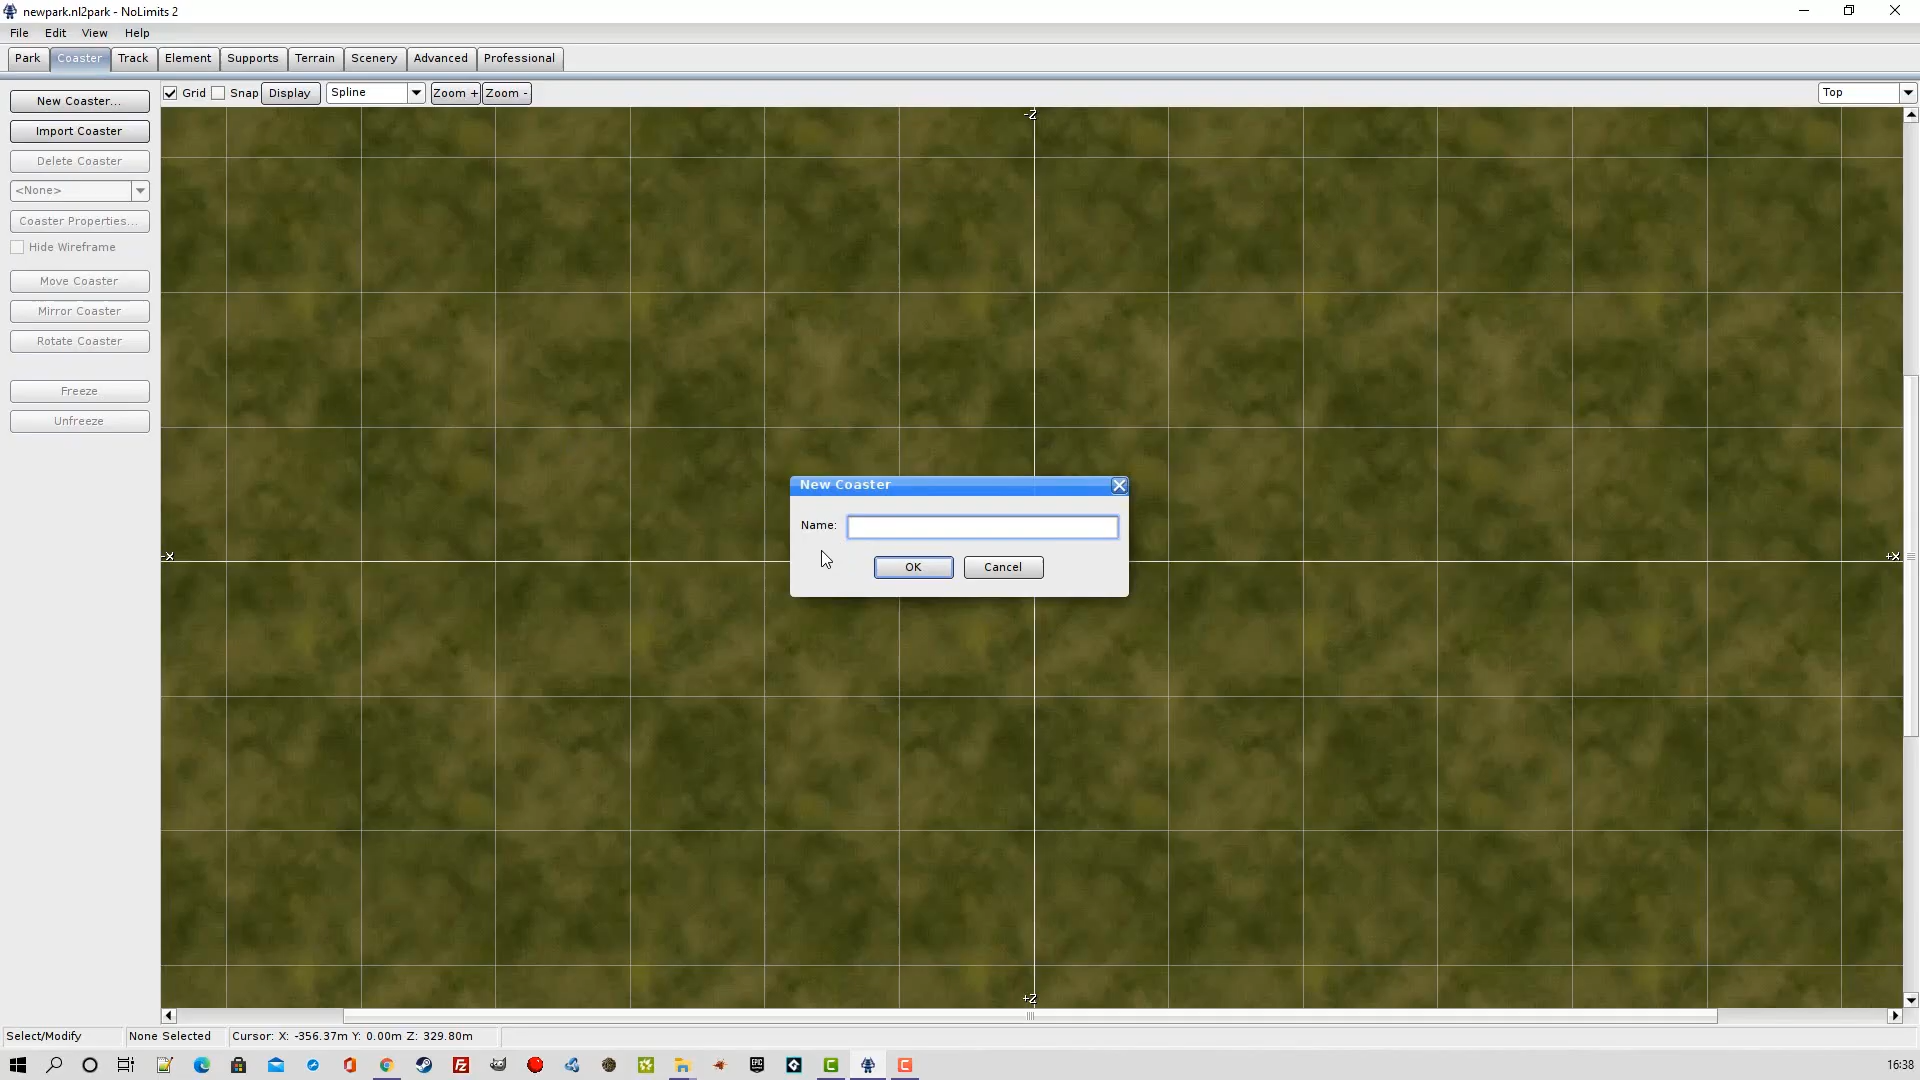 newpark.nl2park - NoLimits 2
File Edit View Help
Park Coaster Track Element Supports Terrain Scenery Advanced Professional
New Coaster... Grid Snap Display Spline Zoom + Zoom - Top
Import Coaster
Delete Coaster
<None>
Coaster Properties...
Hide Wireframe
Move Coaster
Mirror Coaster
Rotate Coaster
Freeze
Unfreeze
-Z
-X
+X
+Z
New Coaster
Name:
OK Cancel
Select/Modify None Selected Cursor: X: -356.37m Y: 0.00m Z: 329.80m
16:38